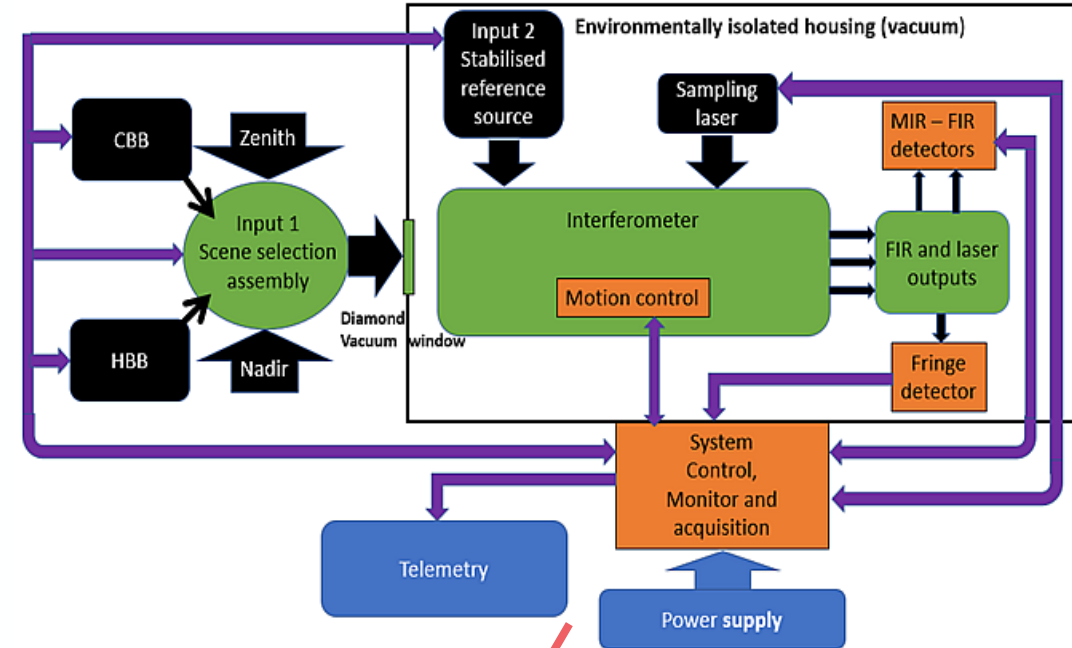 Input 2
Stabilised
reference
source
Environmentally isolated housing (vacuum)
Sampling
laser
MIR – FIR
detectors
CBB
Zenith
Input 1
Scene selection
assembly
Interferometer
FIR and laser
outputs
Motion control
Diamond
Vacuum window
HBB
Nadir
Fringe
detector
System
Control,
Monitor and
acquisition
Telemetry
Power supply